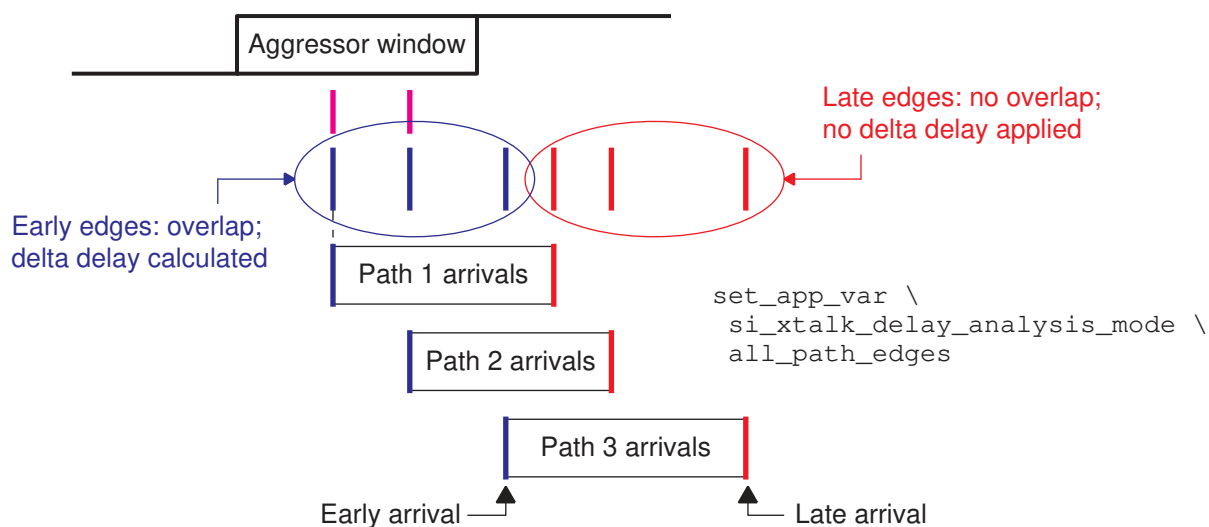 Aggressor window
Late edges: no overlap;
no delta delay applied
Early edges: overlap;
delta delay calculated
Path 1 arrivals
set_app_var \
si_xtalk_delay_analysis_mode \
all_path_edges
Path 2 arrivals
Path 3 arrivals
Early arrival
Late arrival